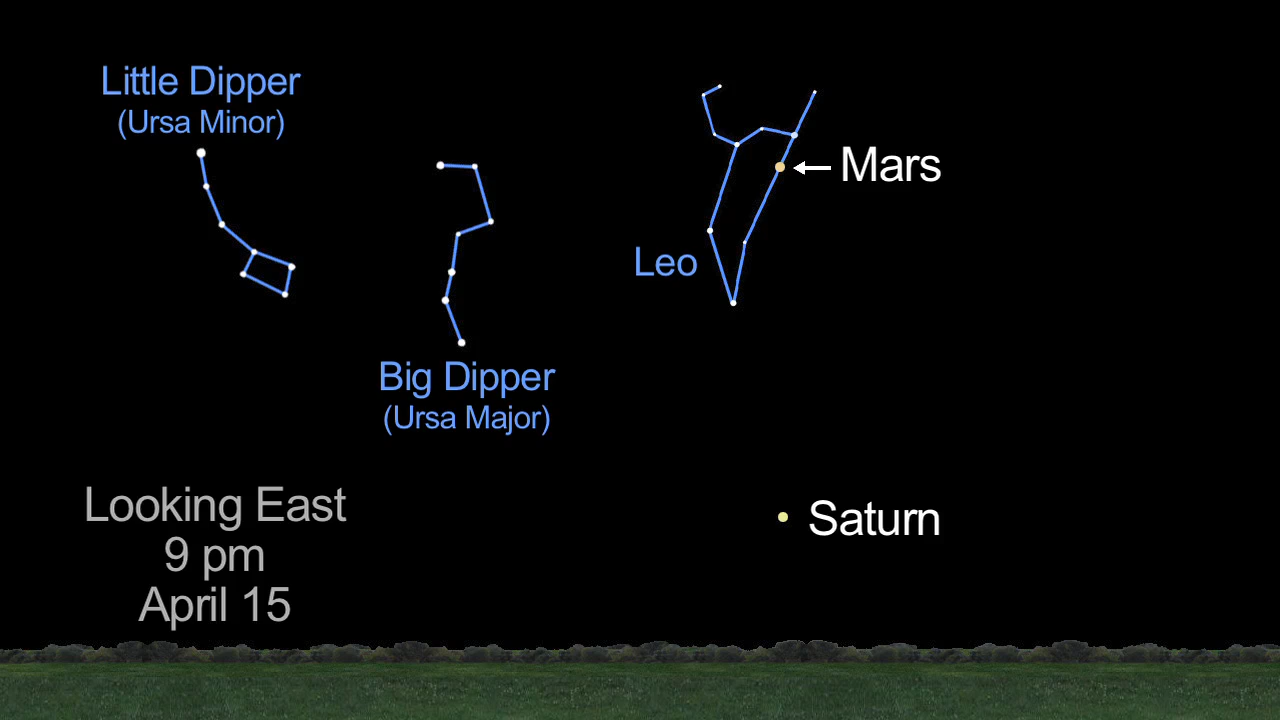 Little Dipper
(Ursa Minor)
Mars
Leo
Big Dipper
(Ursa Major)
Looking East
9 pm
April 15
Saturn